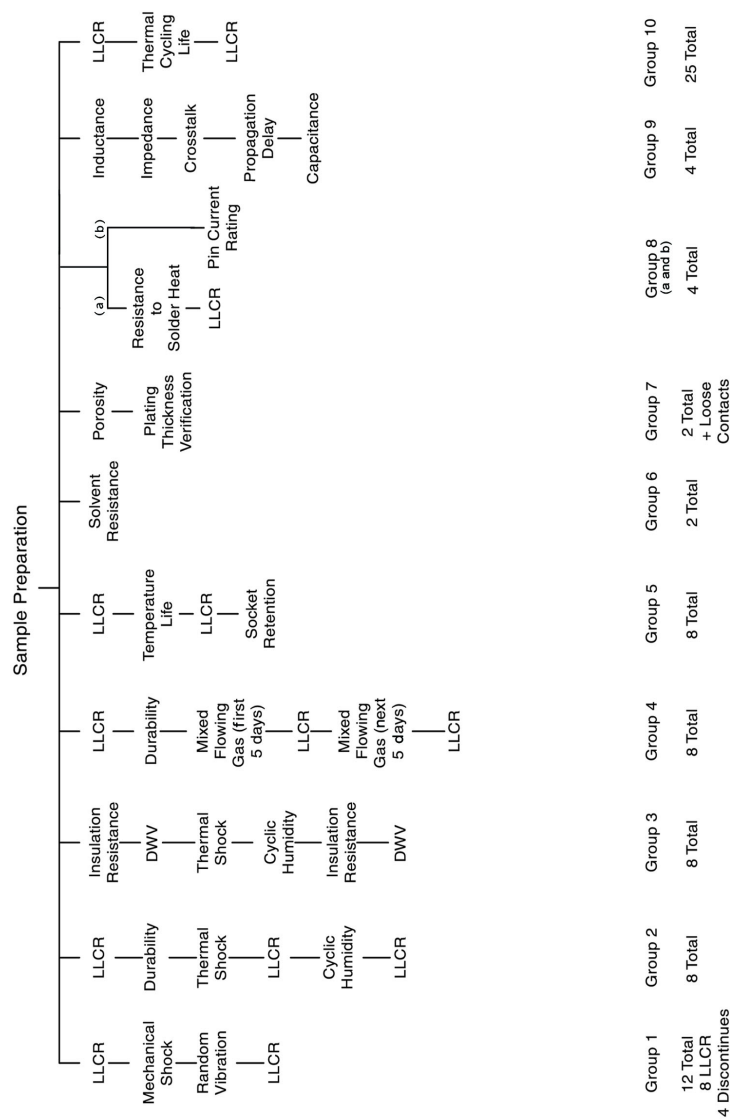 Sample Preparation
LLCR
Mechanical
Shock
Random
Vibration
LLCR
Group 1
12 Total
8 LLCR
4 Discontinues
LLCR
Durability
Thermal
Shock
LLCR
Cyclic
Humidity
LLCR
Group 2
8 Total
Insulation
Resistance
DWV
Thermal
Shock
Cyclic
Humidity
Insulation
Resistance
DWV
Group 3
8 Total
LLCR
Durability
Mixed
Flowing
Gas (first
5 days)
LLCR
Mixed
Flowing
Gas (next
5 days)
LLCR
Group 4
8 Total
LLCR
Temperature
Life
LLCR
Socket
Retention
Group 5
8 Total
Solvent
Resistance
Group 6
2 Total
Porosity
Plating
Thickness
Verification
Group 7
2 Total
+ Loose
Contacts
(a)
Resistance
to
Solder Heat
LLCR
(b)
Pin Current
Rating
Group 8
(a and b)
4 Total
Inductance
Impedance
Crosstalk
Propagation
Delay
Capacitance
Group 9
4 Total
LLCR
Thermal
Cycling
Life
LLCR
Group 10
25 Total